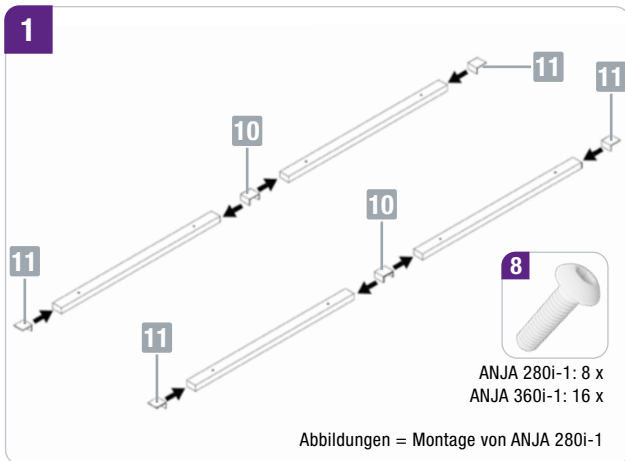 1
11
11
10
10
11
11
8
ANJA 280i-1: 8 x
ANJA 360i-1: 16 x
Abbildungen = Montage von ANJA 280i-1